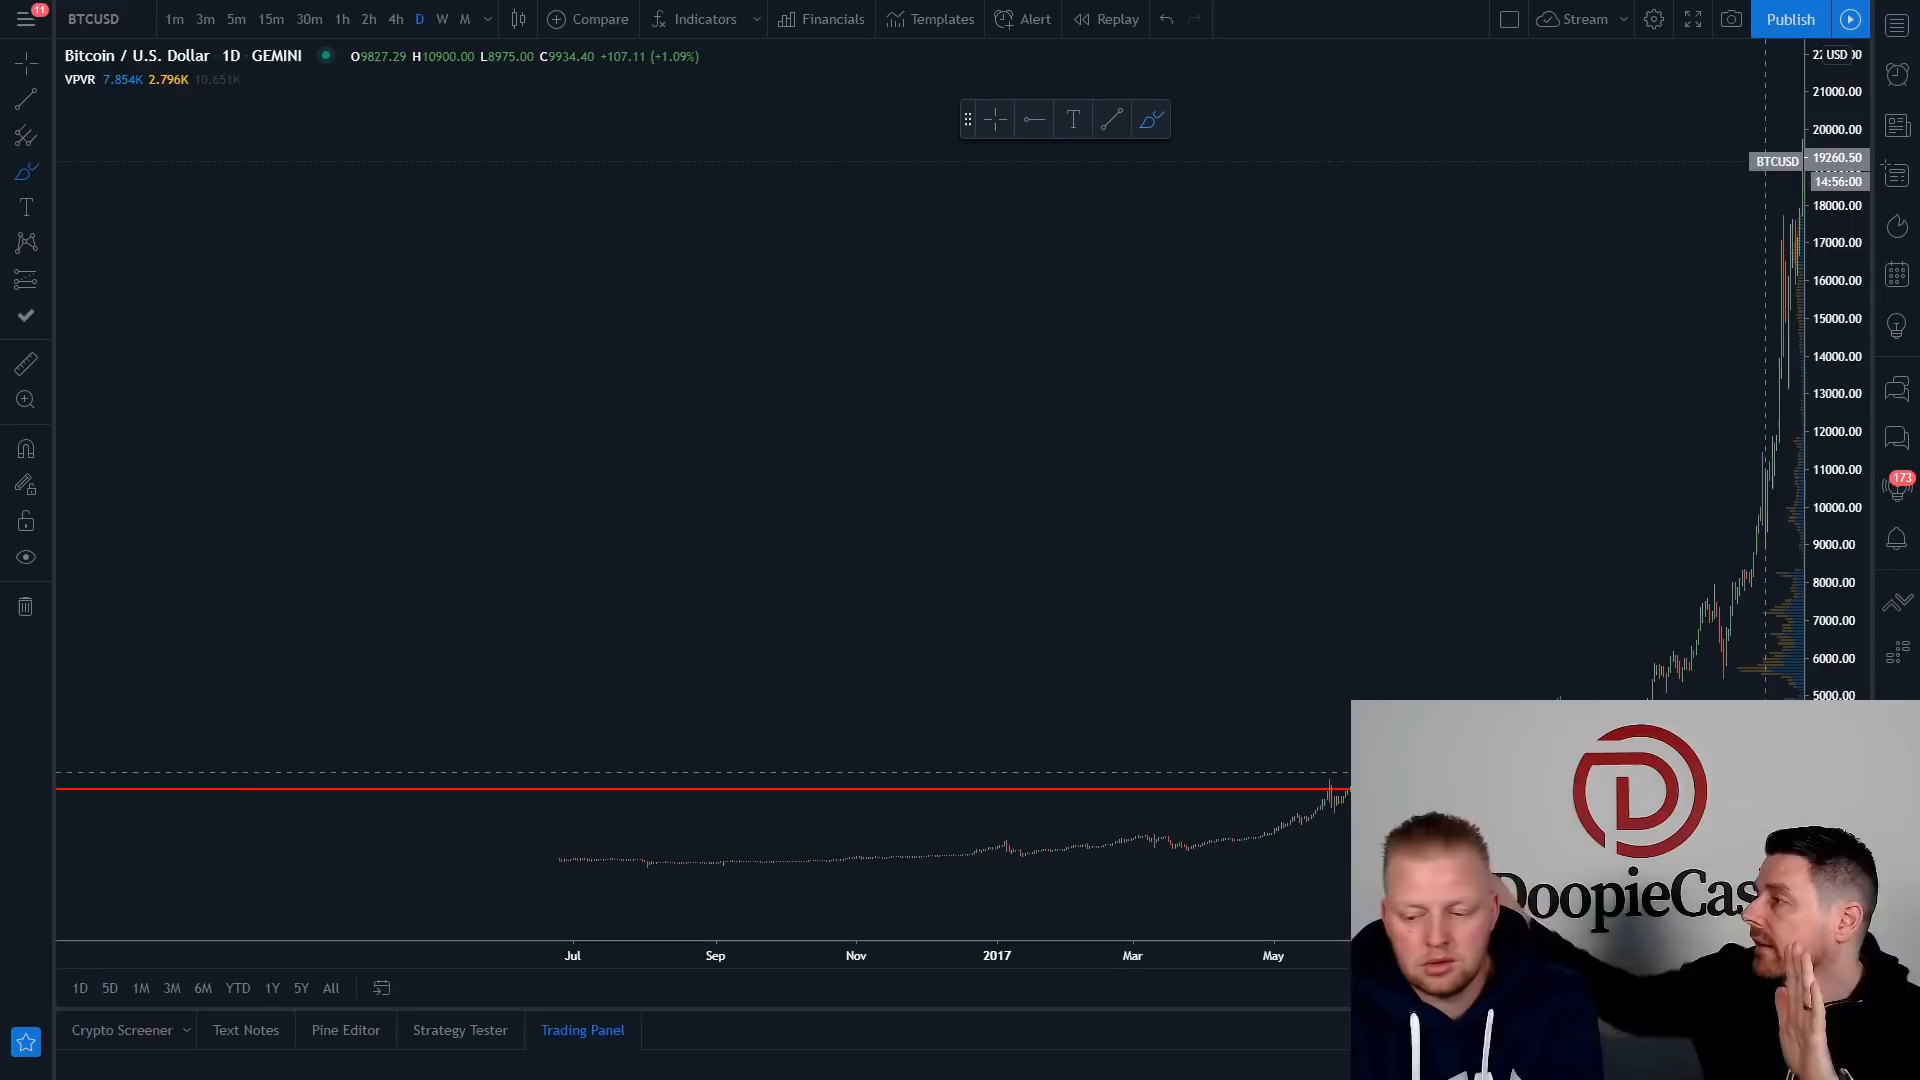 11
BTCUSD
1m 3m 5m 15m 30m 1h 2h 4h D W M
Compare
Indicators
Financials
Templates
Alert
Replay
Stream
Publish
Bitcoin / U.S. Dollar 1D GEMINI
O9827.29 H10900.00 L8975.00 C9934.40 +107.11 (+1.09%)
VPVR 7.854K 2.796K 10.651K
USD
21000.00
20000.00
BTCUSD 19260.50
14:56:00
18000.00
17000.00
16000.00
15000.00
14000.00
13000.00
12000.00
11000.00
10000.00
9000.00
8000.00
7000.00
6000.00
5000.00
173
Jul Sep Nov 2017 Mar May
1D 5D 1M 3M 6M YTD 1Y 5Y All
Crypto Screener Text Notes Pine Editor Strategy Tester Trading Panel